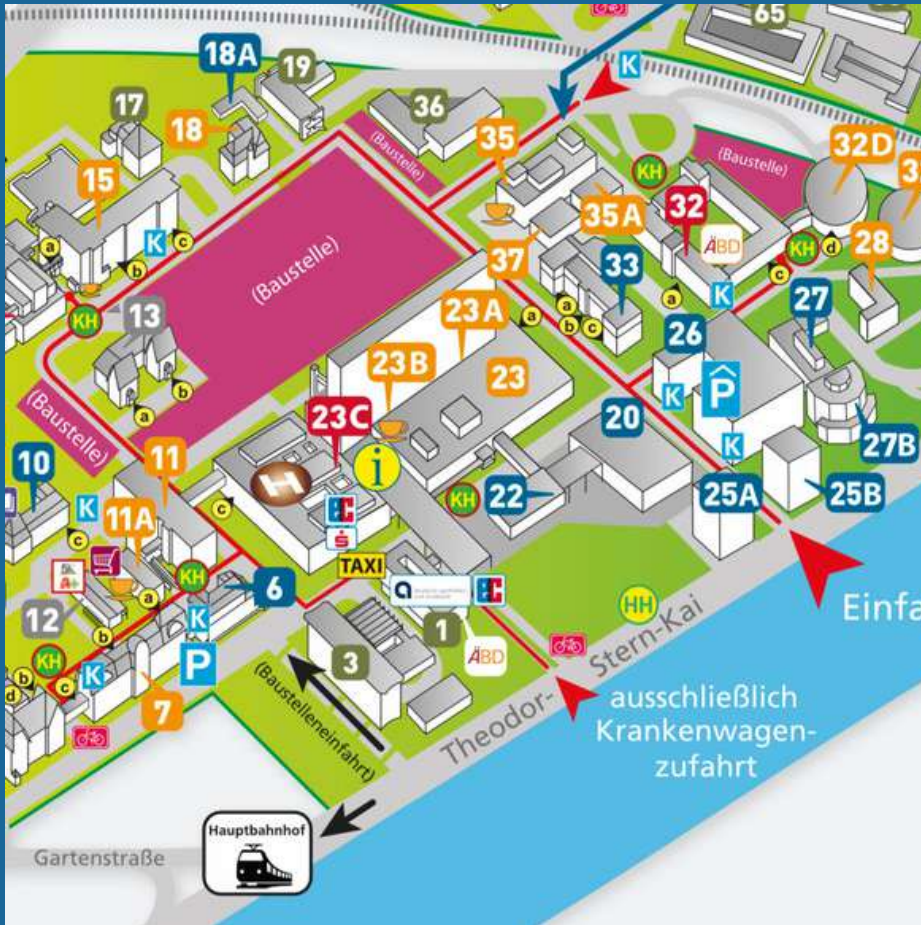 65
K
18A
19
17
18
36
(Baustelle)
35
KH
(Baustelle)
32D
15
35A
32
ÄBD
KH
d
28
K
c
a
b
37
33
a
c
K
(Baustelle)
23A
a
a
b
c
26
27
KH
13
23B
23
K
P
b
a
23C
20
K
27B
(Baustelle)
i
H
22
25A
25B
10
11
c
KH
EC
K
11A
TAXI
c
A+
KH
6
EC
HH
Einfa
a
12
K
1
b
3
ÄBD
KH
P
b
d
c
K
7
(Baustelleneinfahrt)
Theodor-Stern-Kai
ausschließlich
Krankenwagen-
zufahrt
Hauptbahnhof
Gartenstraße